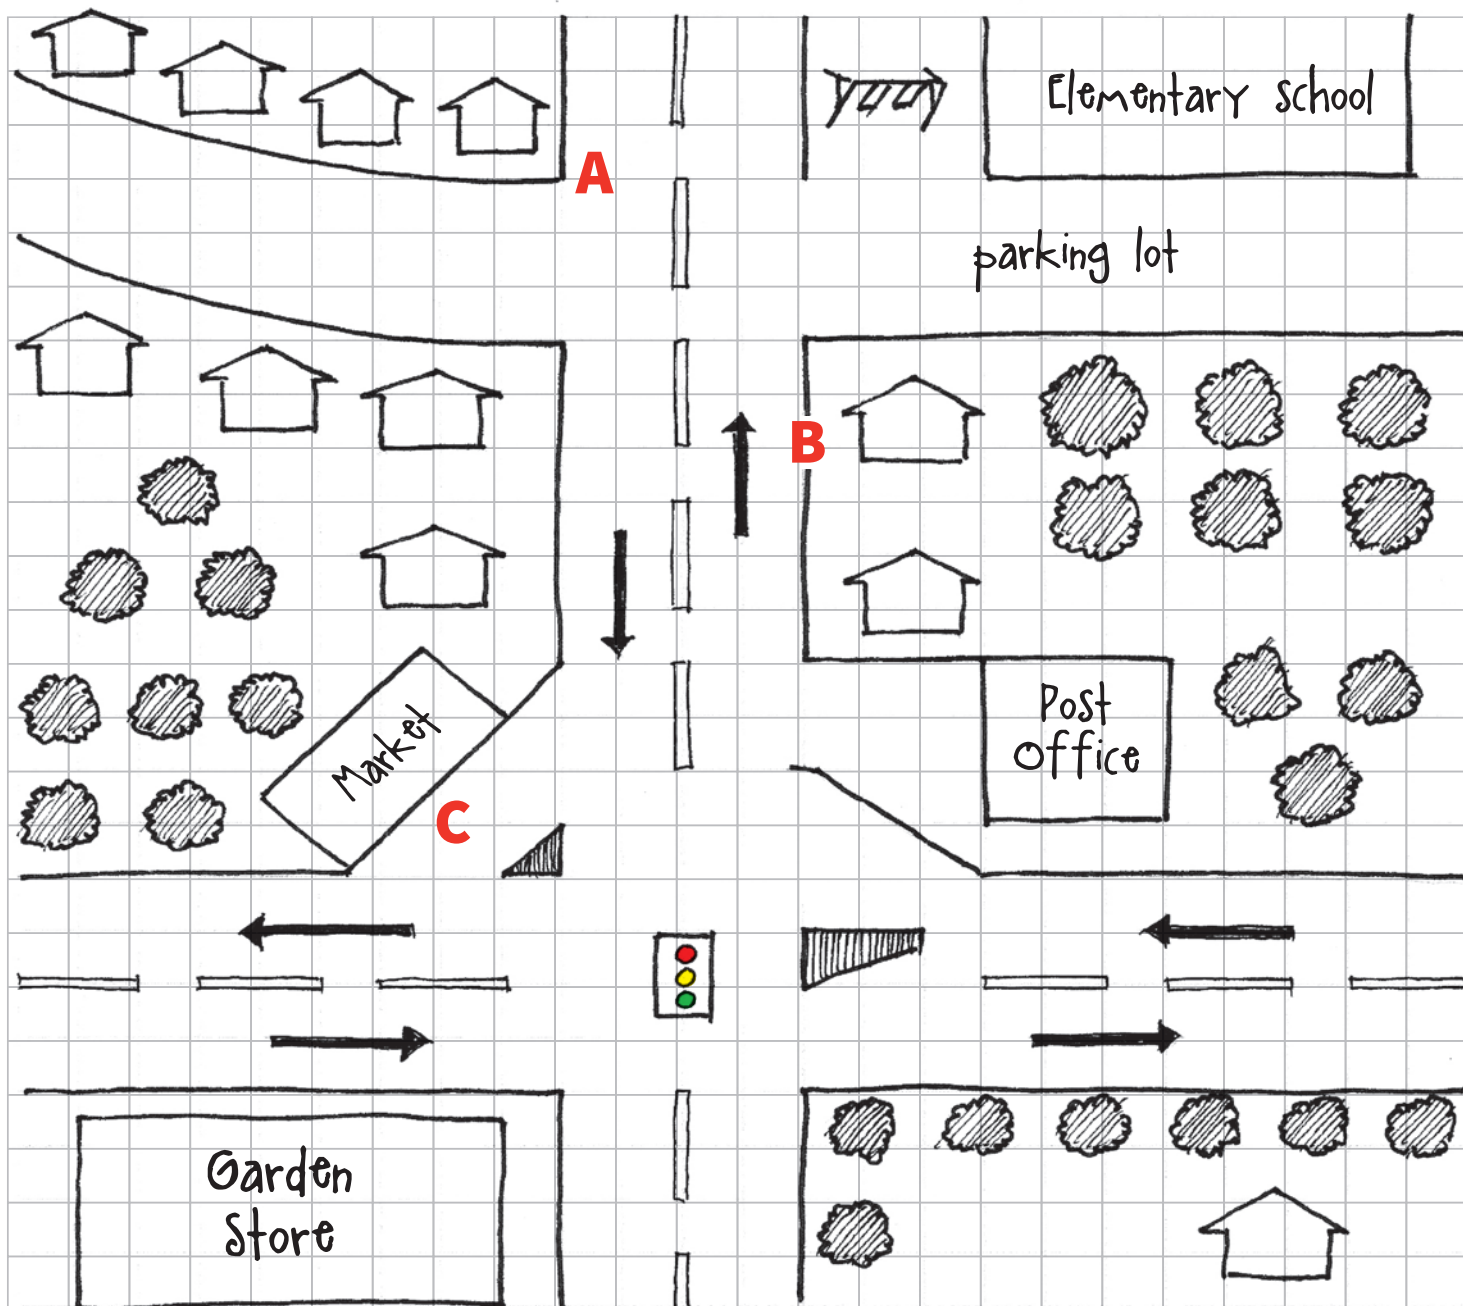 Elementary school
A
parking lot
B
Post
Office
Market
C
Garden
Store